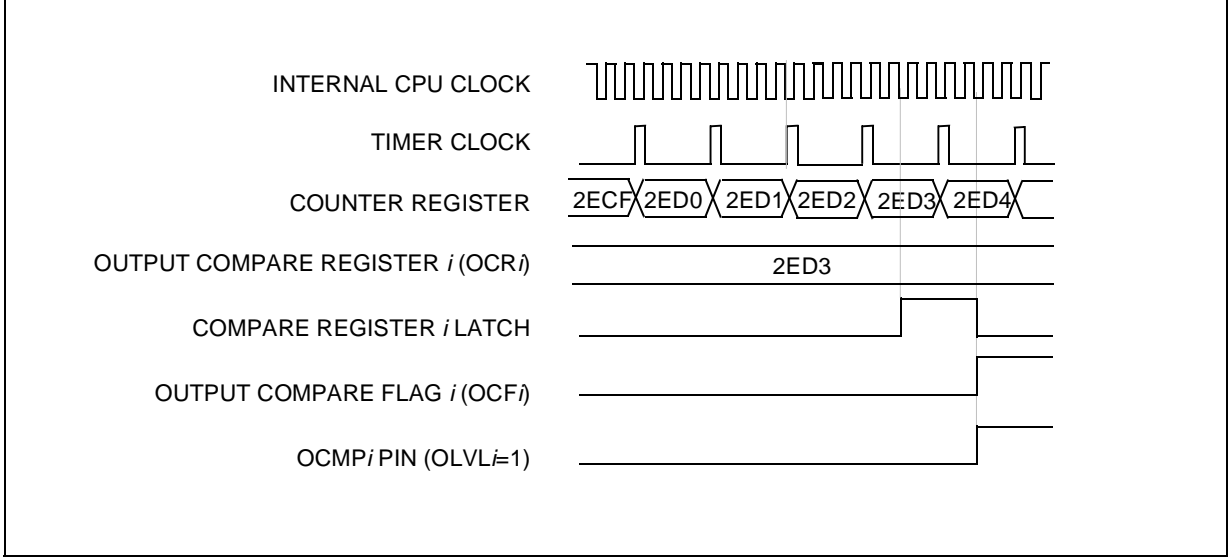 INTERNAL CPU CLOCK
TIMER CLOCK
COUNTER REGISTER 2ECF 2ED0 2ED1 2ED2 2ED3 2ED4
OUTPUT COMPARE REGISTER i (OCRi) 2ED3
COMPARE REGISTER i LATCH
OUTPUT COMPARE FLAG i (OCFi)
OCMPi PIN (OLVLi=1)